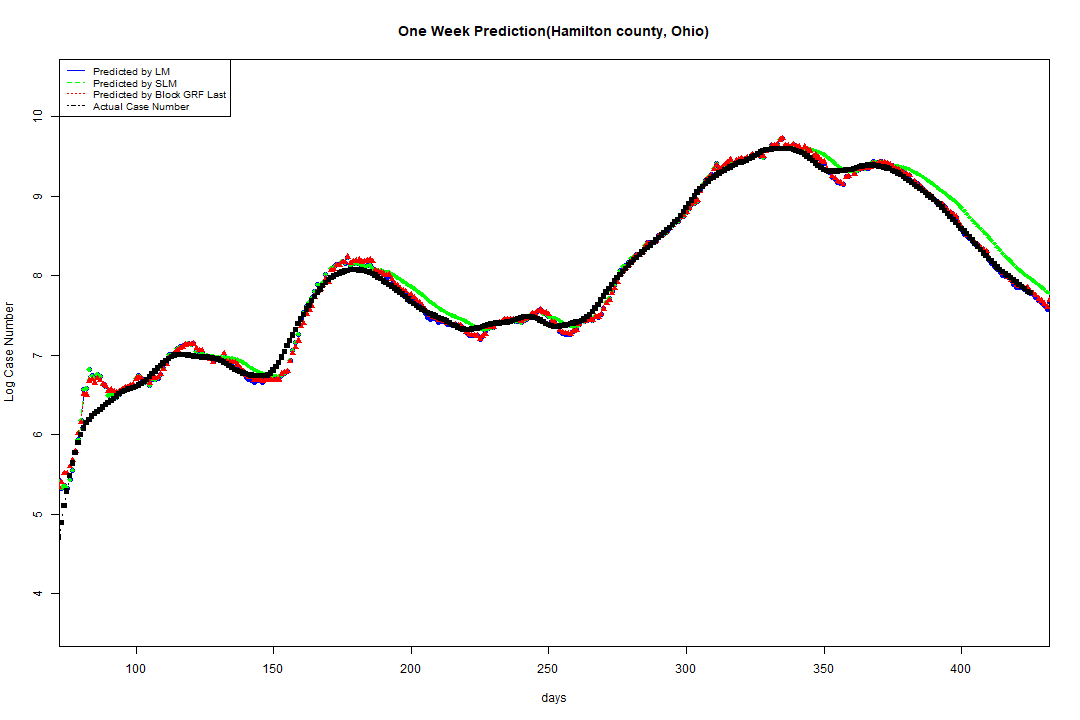 One Week Prediction(Hamilton county, Ohio)
Predicted by LM
Predicted by SLM
Predicted by Block GRF Last
Actual Case Number
10
9
8
7
6
5
4
Log Case Number
100 150 200 250 300 350 400
days